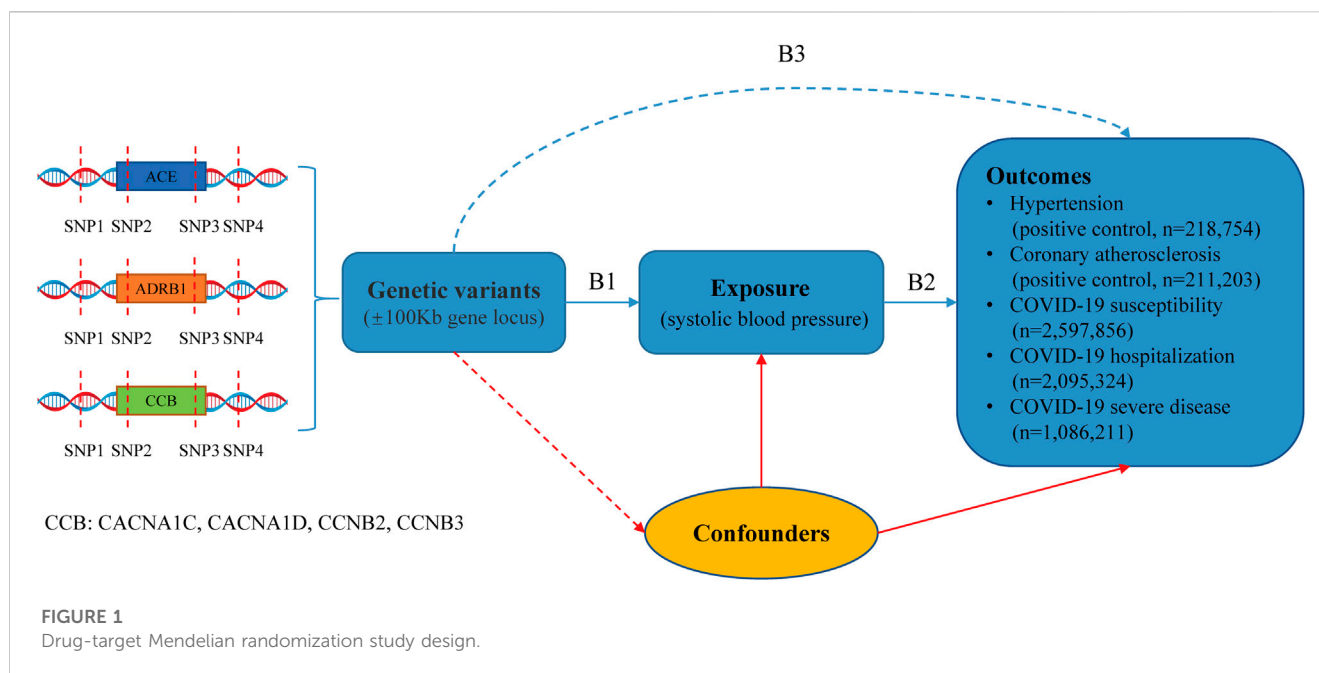 B3
ACE
SNP1 SNP2 SNP3 SNP4
ADRB1
SNP1 SNP2 SNP3 SNP4
CCB
SNP1 SNP2 SNP3 SNP4
CCB: CACNA1C, CACNA1D, CCNB2, CCNB3
Genetic variants
(±100Kb gene locus)
B1
Exposure
(systolic blood pressure)
B2
Outcomes
• Hypertension
(positive control, n=218,754)
• Coronary atherosclerosis
(positive control, n=211,203)
• COVID-19 susceptibility
(n=2,597,856)
• COVID-19 hospitalization
(n=2,095,324)
• COVID-19 severe disease
(n=1,086,211)
Confounders
FIGURE 1
Drug-target Mendelian randomization study design.